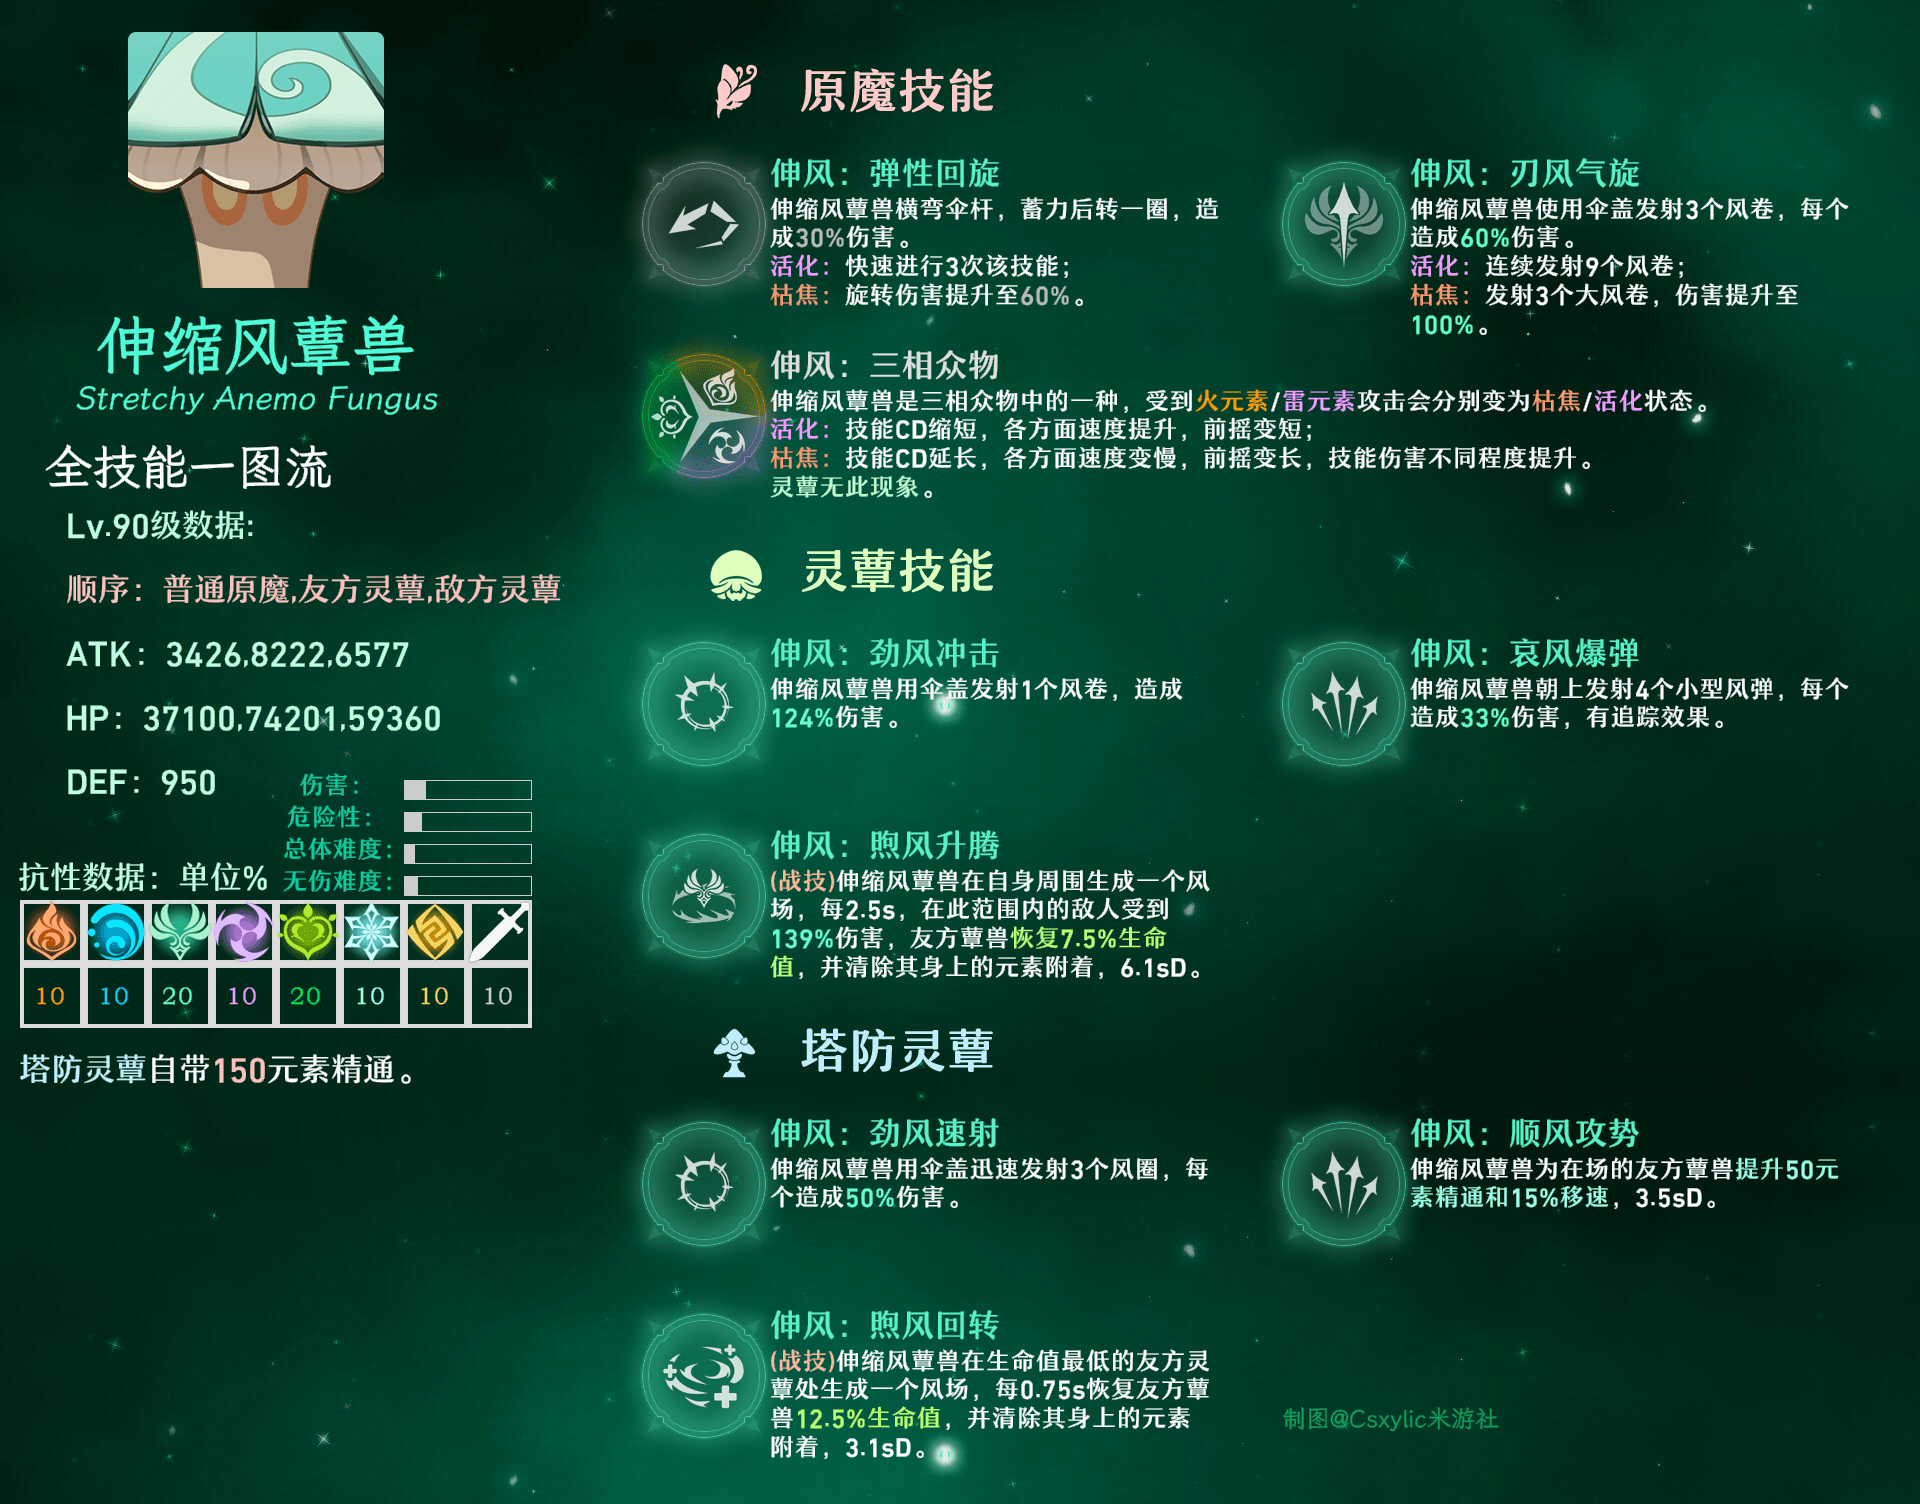 伸缩风蕈兽
Stretchy Anemo Fungus
全技能一图流
Lv.90级数据:
顺序：普通原魔,友方灵蕈,敌方灵蕈
ATK：3426,8222,6577
HP：37100,74201,59360
DEF：950
伤害：
危险性：
总体难度：
无伤难度：
抗性数据：单位%
10 10 20 10 20 10 10 10
塔防灵蕈自带150元素精通。
原魔技能
伸风：弹性回旋
伸缩风蕈兽横弯伞杆，蓄力后转一圈，造
成30%伤害。
活化：快速进行3次该技能；
枯焦：旋转伤害提升至60%。
伸风：刃风气旋
伸缩风蕈兽使用伞盖发射3个风卷，每个
造成60%伤害。
活化：连续发射9个风卷；
枯焦：发射3个大风卷，伤害提升至
100%。
伸风：三相众物
伸缩风蕈兽是三相众物中的一种，受到火元素/雷元素攻击会分别变为枯焦/活化状态。
活化：技能CD缩短，各方面速度提升，前摇变短；
枯焦：技能CD延长，各方面速度变慢，前摇变长，技能伤害不同程度提升。
灵蕈无此现象。
灵蕈技能
伸风：劲风冲击
伸缩风蕈兽用伞盖发射1个风卷，造成
124%伤害。
伸风：哀风爆弹
伸缩风蕈兽朝上发射4个小型风弹，每个
造成33%伤害，有追踪效果。
伸风：煦风升腾
(战技)伸缩风蕈兽在自身周围生成一个风
场，每2.5s，在此范围内的敌人受到
139%伤害，友方蕈兽恢复7.5%生命
值，并清除其身上的元素附着，6.1sD。
塔防灵蕈
伸风：劲风速射
伸缩风蕈兽用伞盖迅速发射3个风圈，每
个造成50%伤害。
伸风：顺风攻势
伸缩风蕈兽为在场的友方蕈兽提升50元
素精通和15%移速，3.5sD。
伸风：煦风回转
(战技)伸缩风蕈兽在生命值最低的友方灵
蕈处生成一个风场，每0.75s恢复友方蕈
兽12.5%生命值，并清除其身上的元素
附着，3.1sD。
制图@Csxylic米游社